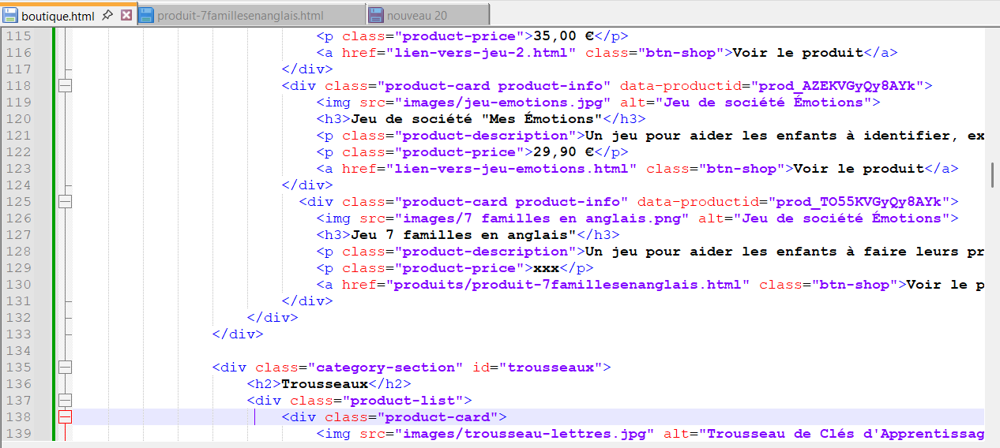 boutique.html produit-7famillesenanglais.html nouveau 20
115 <p class="product-price">35,00 €</p>
116 <a href="lien-vers-jeu-2.html" class="btn-shop">Voir le produit</a>
117 </div>
118 <div class="product-card product-info" data-productid="prod_AZEKVGyQy8AYk">
119 <img src="images/jeu-emotions.jpg" alt="Jeu de société Émotions">
120 <h3>Jeu de société "Mes Émotions"</h3>
121 <p class="product-description">Un jeu pour aider les enfants à identifier, ex
122 <p class="product-price">29,90 €</p>
123 <a href="lien-vers-jeu-emotions.html" class="btn-shop">Voir le produit</a>
124 </div>
125 <div class="product-card product-info" data-productid="prod_TO55KVGyQy8AYk">
126 <img src="images/7 familles en anglais.png" alt="Jeu de société Émotions">
127 <h3>Jeu 7 familles en anglais"</h3>
128 <p class="product-description">Un jeu pour aider les enfants à faire leurs pr
129 <p class="product-price">xxx</p>
130 <a href="produits/produit-7famillesenanglais.html" class="btn-shop">Voir le p
131 </div>
132 </div>
133 </div>
134
135 <div class="category-section" id="trousseaux">
136 <h2>Trousseaux</h2>
137 <div class="product-list">
138 <div class="product-card">
139 <img src="images/trousseau-lettres.jpg" alt="Trousseau de Clés d'Apprentissag